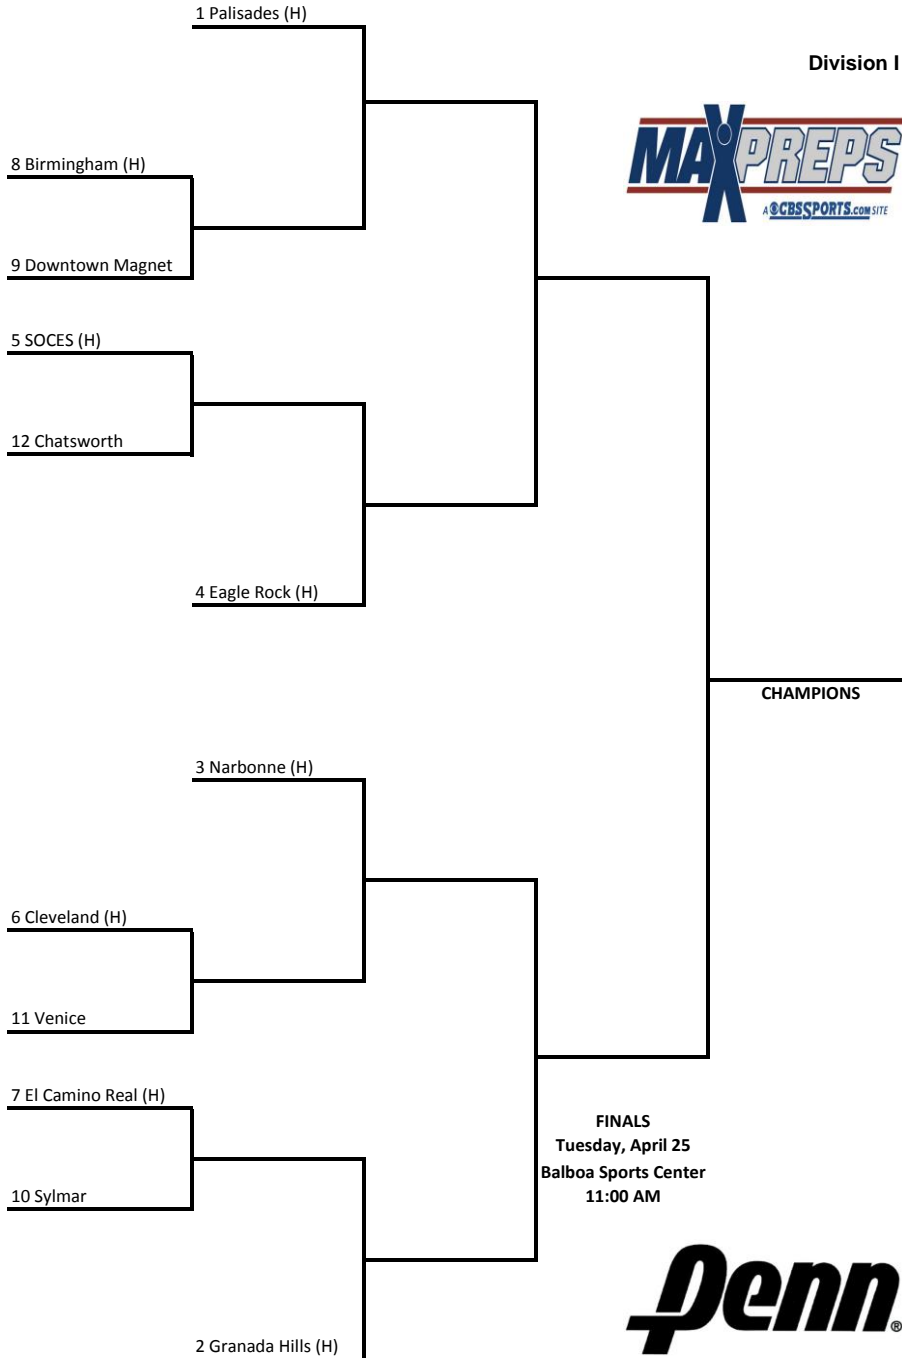 1 Palisades (H)
Division I
MAXPREPS
A CBSSPORTS.COM SITE
8 Birmingham (H)
9 Downtown Magnet
5 SOCES (H)
12 Chatsworth
4 Eagle Rock (H)
CHAMPIONS
3 Narbonne (H)
6 Cleveland (H)
11 Venice
7 El Camino Real (H)
FINALS
Tuesday, April 25
Balboa Sports Center
11:00 AM
10 Sylmar
Penn®
2 Granada Hills (H)